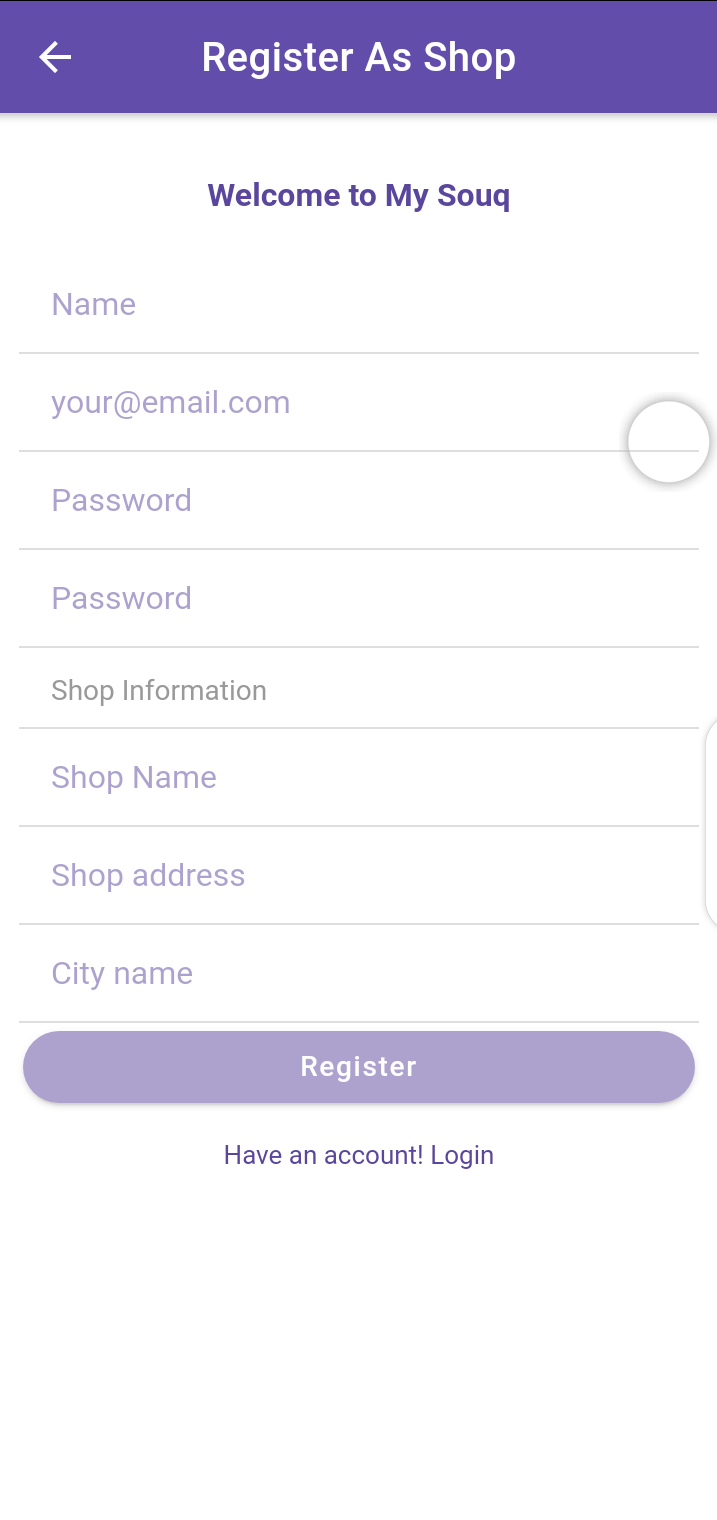 Register As Shop
Welcome to My Souq
Name
your@email.com
Password
Password
Shop Information
Shop Name
Shop address
City name
Register
Have an account! Login